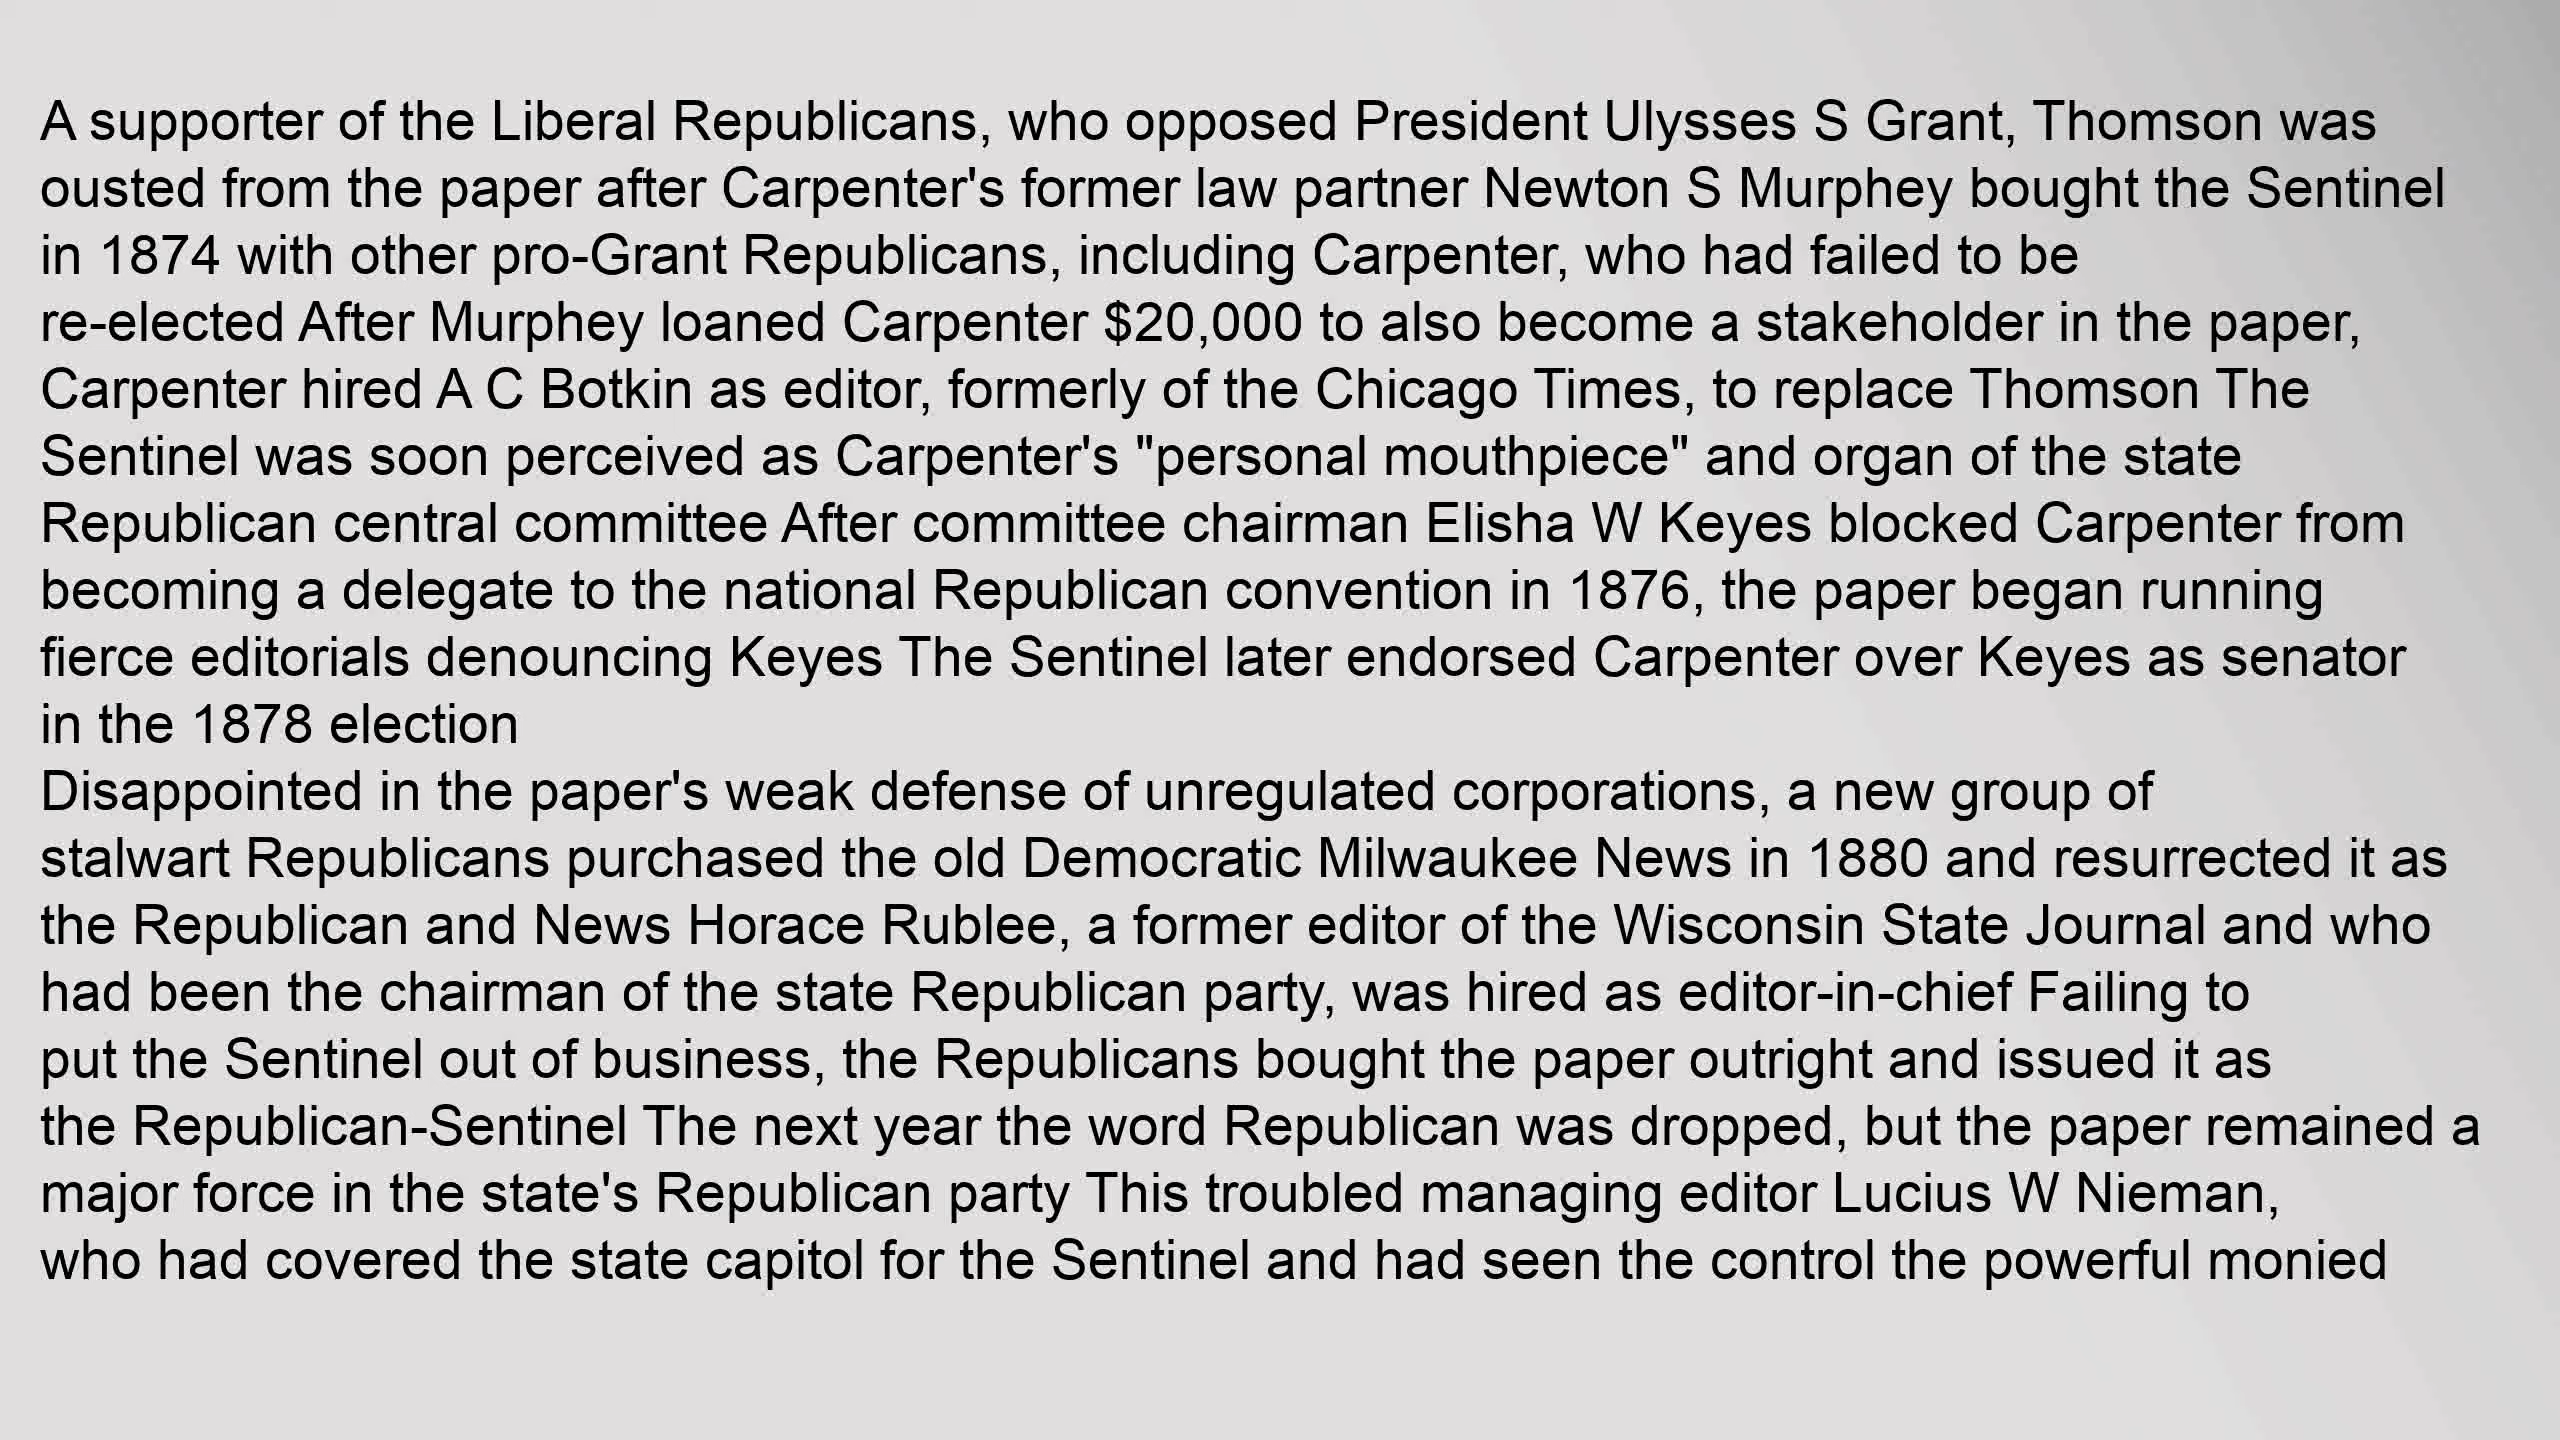 A supporter of the Liberal Republicans, who opposed President Ulysses S Grant, Thomson was
ousted from the paper after Carpenter's former law partner Newton S Murphey bought the Sentinel
in 1874 with other pro-Grant Republicans, including Carpenter, who had failed to be
re-elected After Murphey loaned Carpenter $20,000 to also become a stakeholder in the paper,
Carpenter hired A C Botkin as editor, formerly of the Chicago Times, to replace Thomson The
Sentinel was soon perceived as Carpenter's "personal mouthpiece" and organ of the state
Republican central committee After committee chairman Elisha W Keyes blocked Carpenter from
becoming a delegate to the national Republican convention in 1876, the paper began running
fierce editorials denouncing Keyes The Sentinel later endorsed Carpenter over Keyes as senator
in the 1878 election
Disappointed in the paper's weak defense of unregulated corporations, a new group of
stalwart Republicans purchased the old Democratic Milwaukee News in 1880 and resurrected it as
the Republican and News Horace Rublee, a former editor of the Wisconsin State Journal and who
had been the chairman of the state Republican party, was hired as editor-in-chief Failing to
put the Sentinel out of business, the Republicans bought the paper outright and issued it as
the Republican-Sentinel The next year the word Republican was dropped, but the paper remained a
major force in the state's Republican party This troubled managing editor Lucius W Nieman,
who had covered the state capitol for the Sentinel and had seen the control the powerful monied